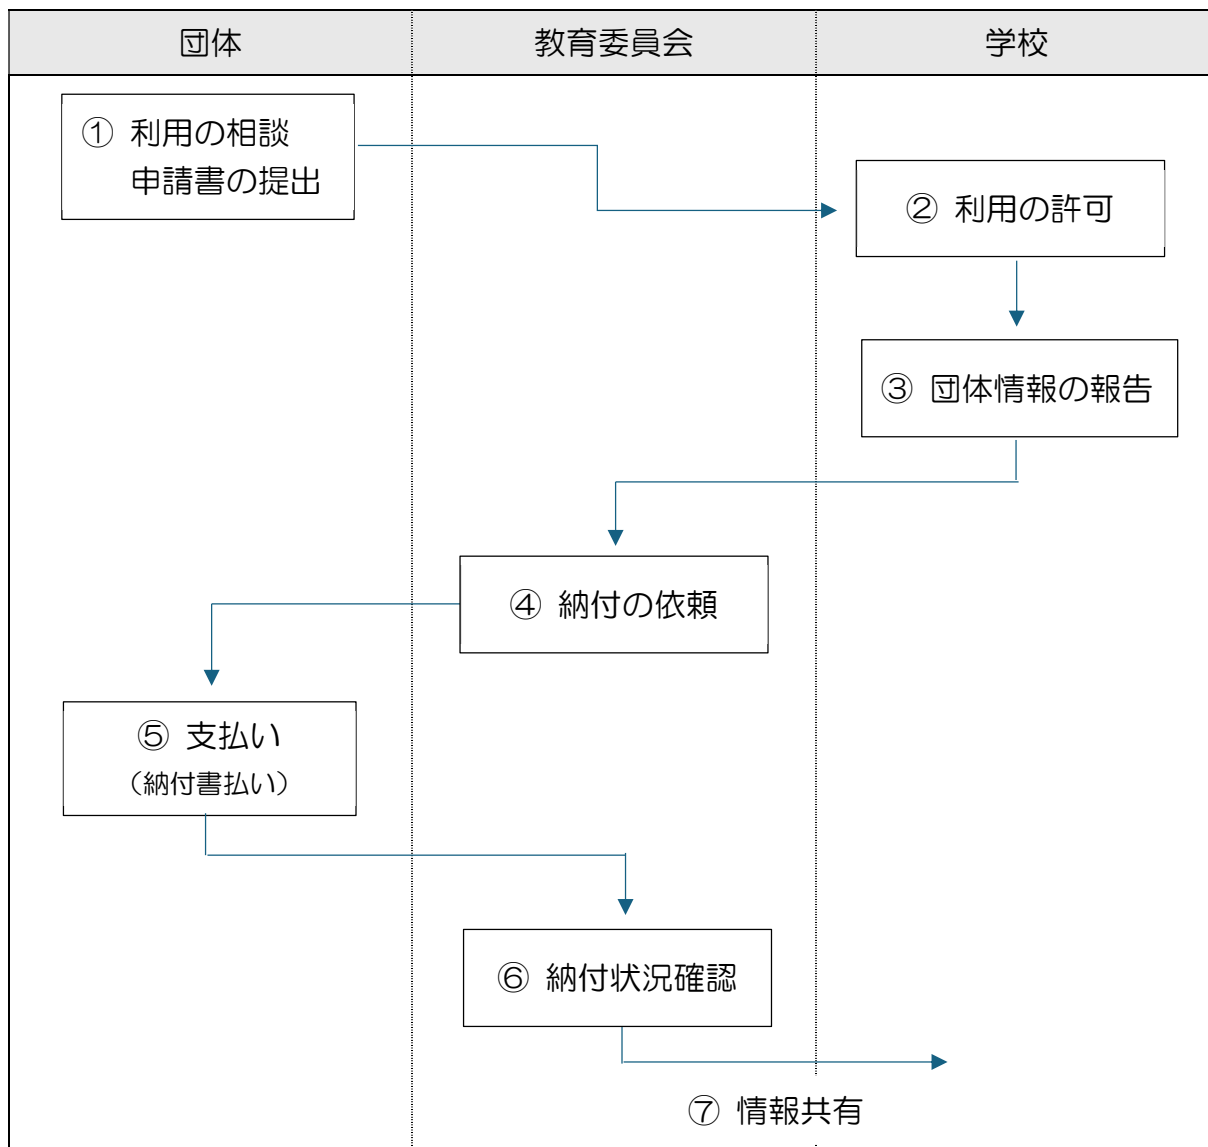 団体
教育委員会
学校
① 利用の相談
申請書の提出
② 利用の許可
③ 団体情報の報告
④ 納付の依頼
⑤ 支払い
（納付書払い）
⑥ 納付状況確認
⑦ 情報共有